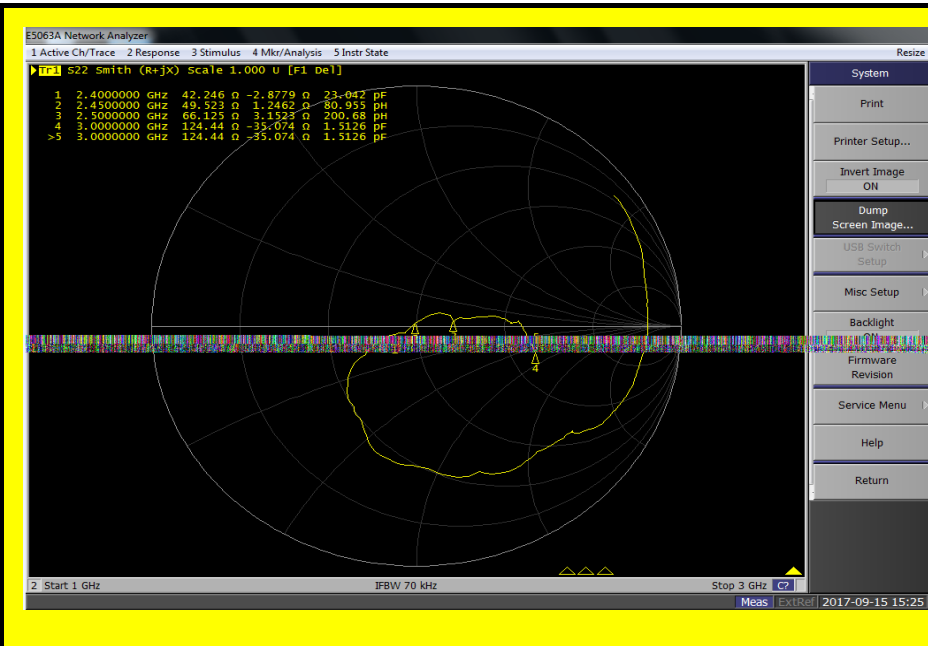 E5063A Network Analyzer
1 Active Ch/Trace 2 Response 3 Stimulus 4 Mkr/Analysis 5 Instr State
Resize
Tr1 S22 Smith (R+jX) Scale 1.000 U [F1 Del]
1 2.4000000 GHz 42.246 Ω -2.8779 Ω 23.042 pF
2 2.4500000 GHz 49.523 Ω 1.2462 Ω 80.955 pH
3 2.5000000 GHz 66.125 Ω 3.1523 Ω 200.68 pH
4 3.0000000 GHz 124.44 Ω -35.074 Ω 1.5126 pF
>5 3.0000000 GHz 124.44 Ω -35.074 Ω 1.5126 pF
4
System
Print
Printer Setup...
Invert Image
ON
Dump
Screen Image...
USB Switch
Setup
Misc Setup
Backlight
ON
Firmware
Revision
Service Menu
Help
Return
2 Start 1 GHz
IFBW 70 kHz
Stop 3 GHz
C?
Meas
ExtRef
2017-09-15 15:25